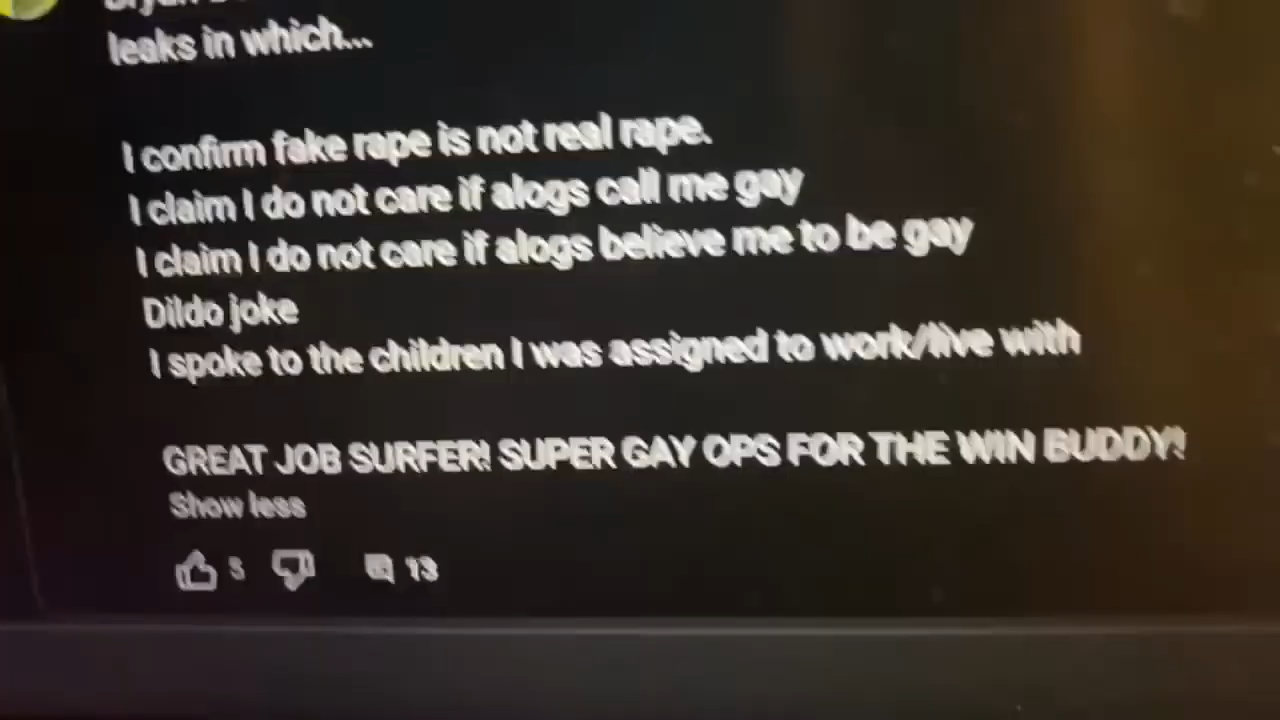 leaks in which...
I confirm fake rape is not real rape.
I claim I do not care if alogs call me gay
I claim I do not care if alogs believe me to be gay
Dildo joke
I spoke to the children I was assigned to work/live with
GREAT JOB SURFER! SUPER GAY OPS FOR THE WIN BUDDY!
Show less
5 13